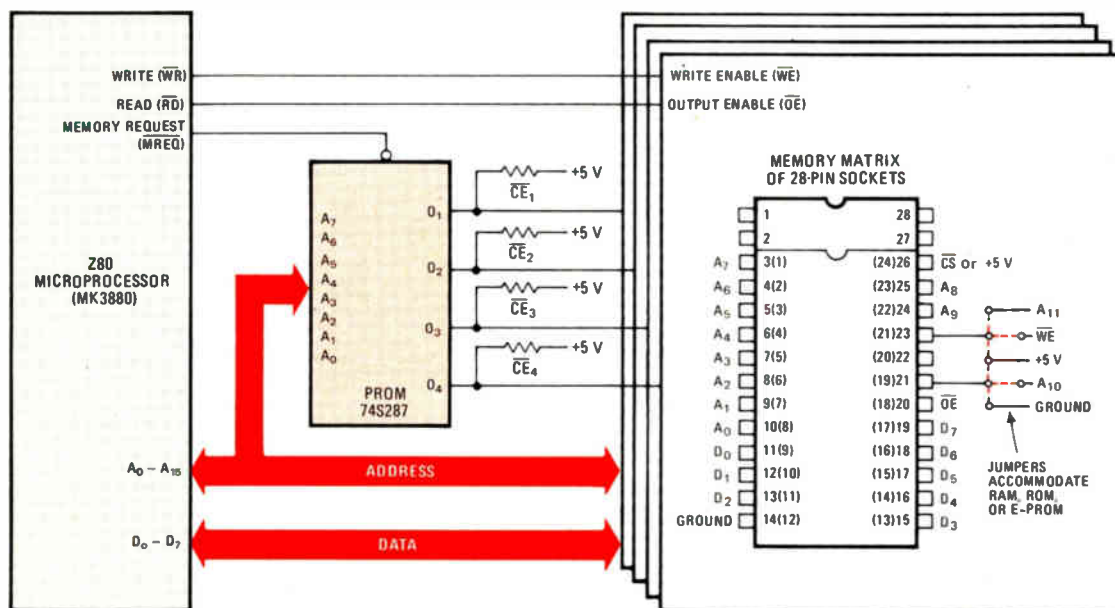 WRITE (WR)
READ (RD)
MEMORY REQUEST
(MREQ)
Z80
MICROPROCESSOR
(MK3880)
A0 – A15
D0 – D7
A7
A6
A5
A4
A3
A2
A1
A0
PROM
74S287
O1
O2
O3
O4
+5 V
CE1
+5 V
CE2
+5 V
CE3
+5 V
CE4
ADDRESS
DATA
WRITE ENABLE (WE)
OUTPUT ENABLE (OE)
MEMORY MATRIX
OF 28-PIN SOCKETS
1 28
2 27
A7 3(1) (24)26 CS or +5 V
A6 4(2) (23)25 A8
A5 5(3) (22)24 A9
A4 6(4) (21)23
A3 7(5) (20)22
A2 8(6) (19)21
A1 9(7) (18)20 OE
A0 10(8) (17)19 D7
D0 11(9) (16)18 D6
D1 12(10) (15)17 D5
D2 13(11) (14)16 D4
GROUND 14(12) (13)15 D3
A11
WE
+5 V
A10
GROUND
JUMPERS
ACCOMMODATE
RAM, ROM,
OR E-PROM